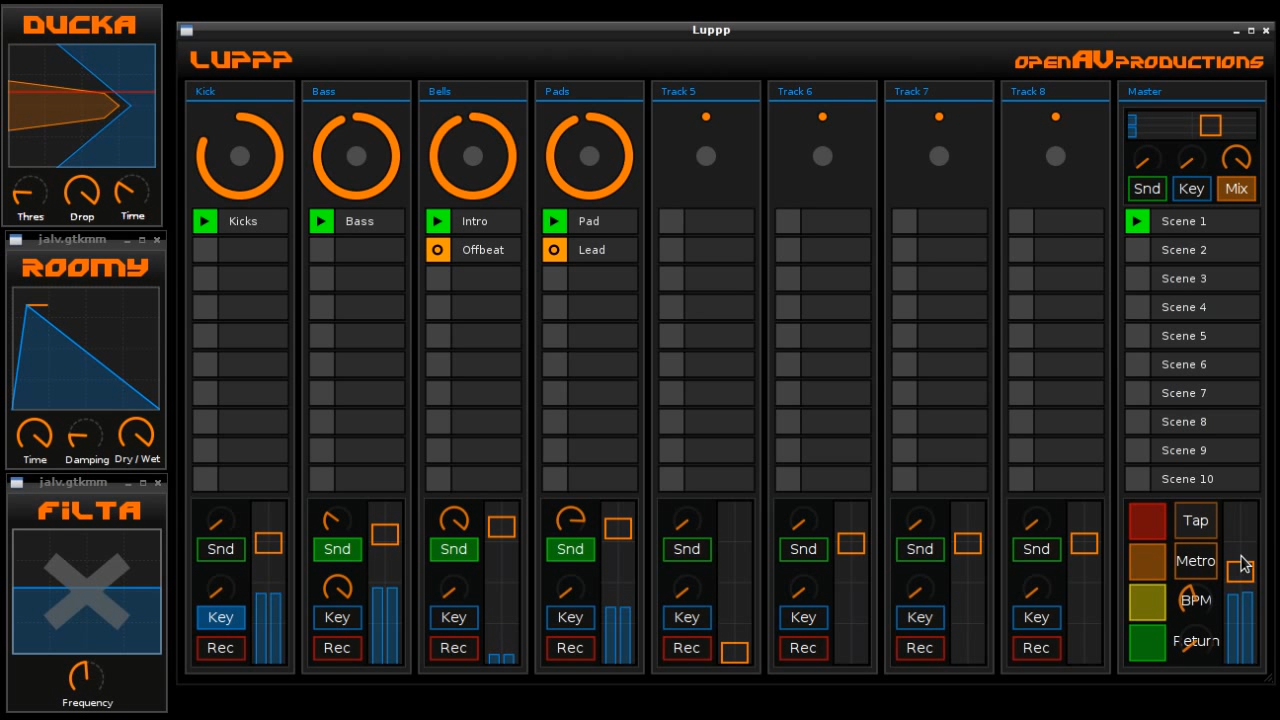 DUCKA
Thres Drop Time
jalv.gtkmm
ROOMY
Time Damping Dry/Wet
jalv.gtkmm
FiLTA
Frequency
Luppp
LUPPP
OPENAVPRODUCTIONS
Kick Bass Bells Pads Track 5 Track 6 Track 7 Track 8 Master
Snd Key Mix
Kicks Bass Intro Pad Scene 1
Offbeat Lead Scene 2
Scene 3
Scene 4
Scene 5
Scene 6
Scene 7
Scene 8
Scene 9
Scene 10
Tap
Snd Snd Snd Snd Snd Snd Snd Snd
Metro
BPM
Key Key Key Key Key Key Key Key
Return
Rec Rec Rec Rec Rec Rec Rec Rec